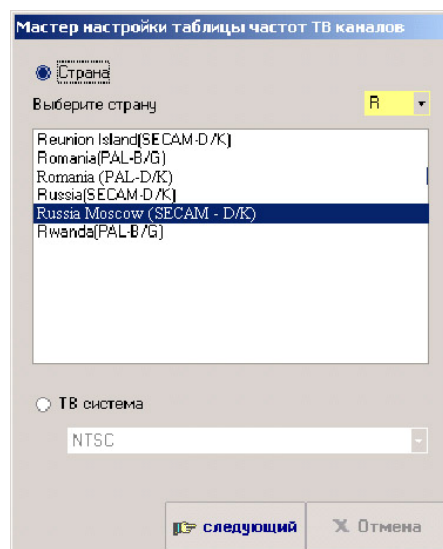 Мастер настройки таблицы частот ТВ каналов
Страна
Выберите страну R
Reunion Island(SECAM-D/K)
Romania(PAL-B/G)
Romania (PAL-D/K)
Russia(SECAM-D/K)
Russia Moscow (SECAM - D/K)
Rwanda(PAL-B/G)
ТВ система
NTSC
следующий X Отмена